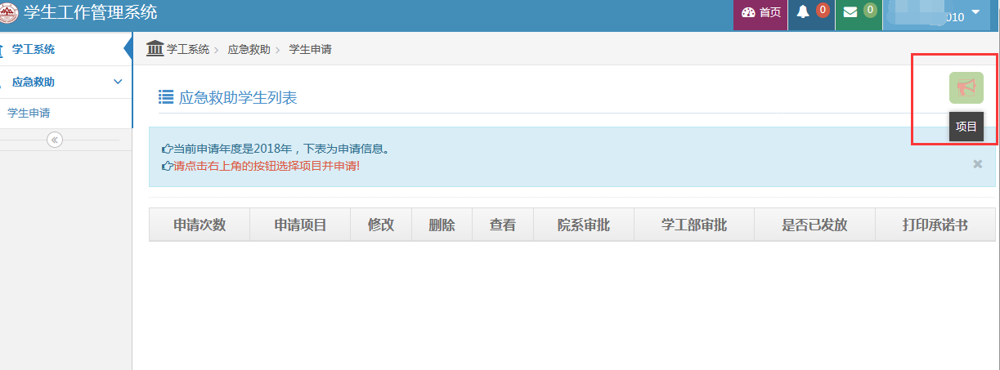 学生工作管理系统
首页 0 0 010
学工系统
应急救助
学生申请
学工系统 应急救助 学生申请
应急救助学生列表
项目
当前申请年度是2018年，下表为申请信息。
请点击右上角的按钮选择项目并申请!
申请次数 申请项目 修改 删除 查看 院系审批 学工部审批 是否已发放 打印承诺书